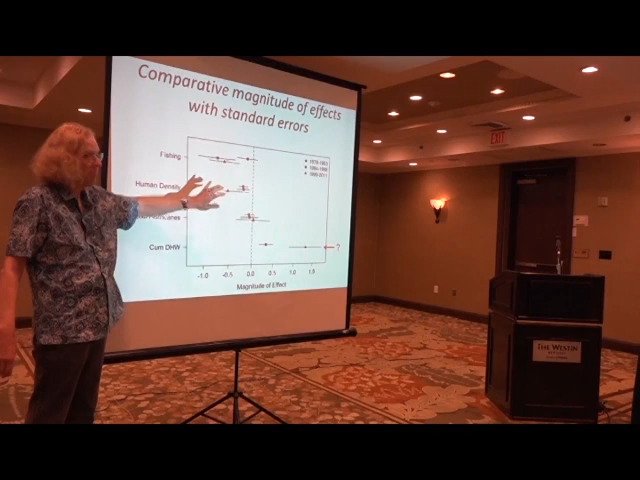 Comparative magnitude of effects
with standard errors
Fishing
Human Density
Cum DHW
?
-1.0 -0.5 0.0 0.5 1.0 1.5
Magnitude of Effect
EXIT
THE WESTIN